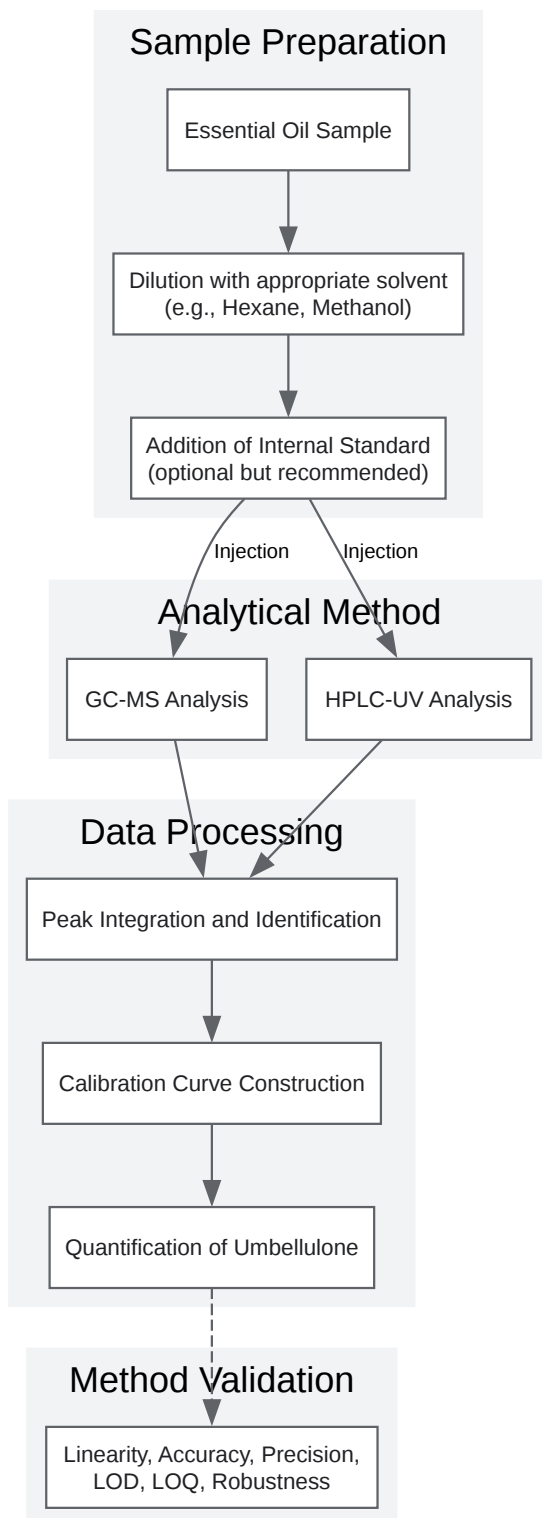 Sample Preparation
Essential Oil Sample
Dilution with appropriate solvent
(e.g., Hexane, Methanol)
Addition of Internal Standard
(optional but recommended)
Injection
Injection
Analytical Method
GC-MS Analysis
HPLC-UV Analysis
Data Processing
Peak Integration and Identification
Calibration Curve Construction
Quantification of Umbellulone
Method Validation
Linearity, Accuracy, Precision,
LOD, LOQ, Robustness